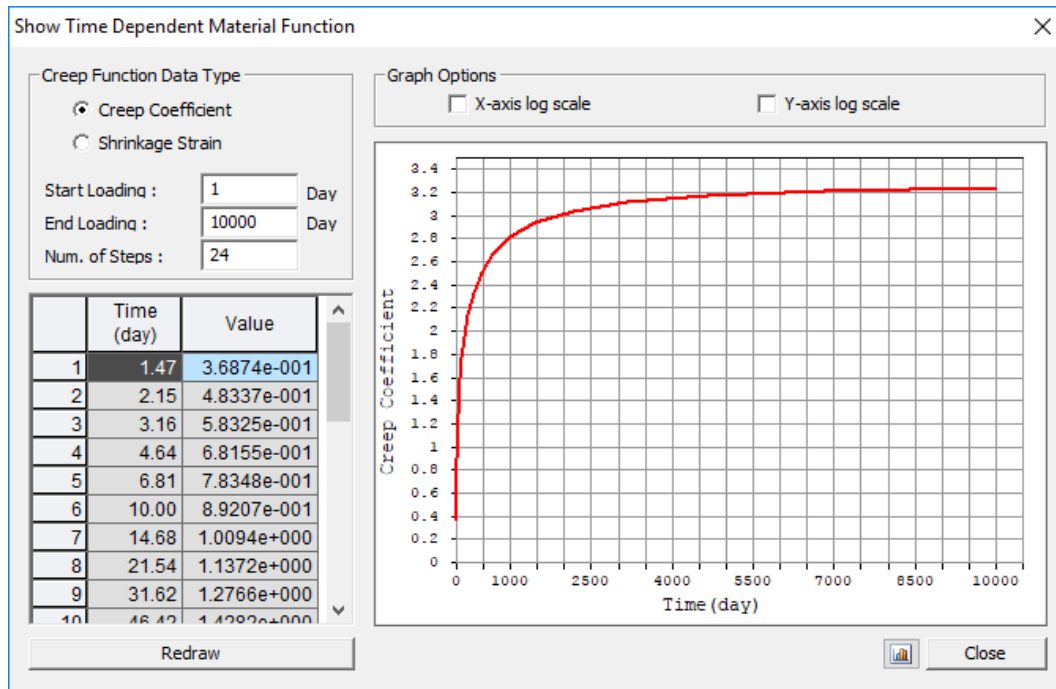 Show Time Dependent Material Function
Creep Function Data Type
Creep Coefficient
Shrinkage Strain
Start Loading : 1 Day
End Loading : 10000 Day
Num. of Steps : 24
Time (day) Value
1 1.47 3.6874e-001
2 2.15 4.8337e-001
3 3.16 5.8325e-001
4 4.64 6.8155e-001
5 6.81 7.8348e-001
6 10.00 8.9207e-001
7 14.68 1.0094e+000
8 21.54 1.1372e+000
9 31.62 1.2766e+000
10 46.42 1.4282e+000
Redraw
Graph Options
X-axis log scale Y-axis log scale
3.4
3.2
3
2.8
2.6
2.4
2.2
2
1.8
1.6
1.4
1.2
1
0.8
0.6
0.4
0.2
0
Creep Coefficient
0 1000 2500 4000 5500 7000 8500 10000
Time(day)
Close